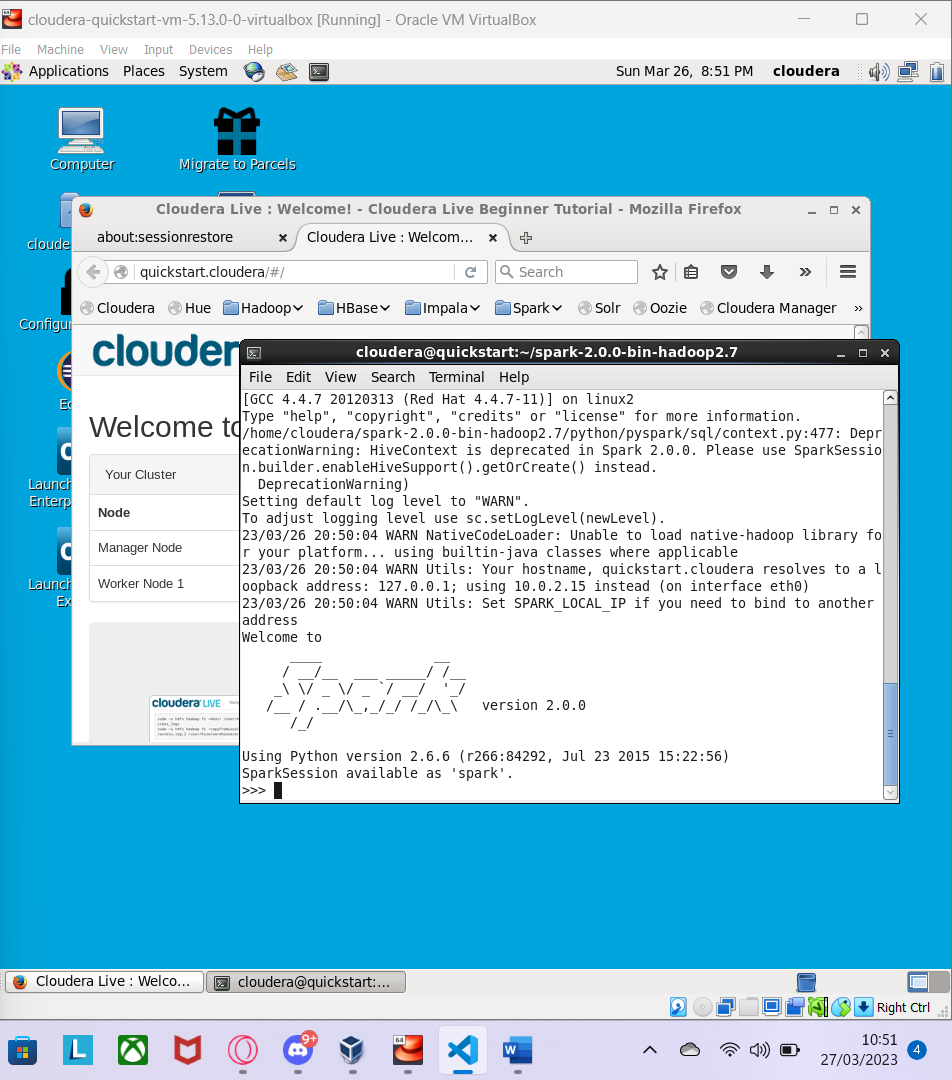 cloudera-quickstart-vm-5.13.0-0-virtualbox [Running] - Oracle VM VirtualBox
File Machine View Input Devices Help
Applications Places System Sun Mar 26, 8:51 PM cloudera
Computer
Migrate to Parcels
Cloudera Live : Welcome! - Cloudera Live Beginner Tutorial - Mozilla Firefox
about:sessionrestore Cloudera Live : Welcom...
quickstart.cloudera/#/ Search
Cloudera Hue Hadoop HBase Impala Spark Solr Oozie Cloudera Manager »
Welcome
Your Cluster
Node
Manager Node
Worker Node 1
cloudera LIVE
Launch
Launch
cloudera@quickstart:~/spark-2.0.0-bin-hadoop2.7
File Edit View Search Terminal Help
[GCC 4.4.7 20120313 (Red Hat 4.4.7-11)] on linux2
Type "help", "copyright", "credits" or "license" for more information.
/home/cloudera/spark-2.0.0-bin-hadoop2.7/python/pyspark/sql/context.py:477: Depr
ecationWarning: HiveContext is deprecated in Spark 2.0.0. Please use SparkSessio
n.builder.enableHiveSupport().getOrCreate() instead.
DeprecationWarning)
Setting default log level to "WARN".
To adjust logging level use sc.setLogLevel(newLevel).
23/03/26 20:50:04 WARN NativeCodeLoader: Unable to load native-hadoop library fo
r your platform... using builtin-java classes where applicable
23/03/26 20:50:04 WARN Utils: Your hostname, quickstart.cloudera resolves to a l
oopback address: 127.0.0.1; using 10.0.2.15 instead (on interface eth0)
23/03/26 20:50:04 WARN Utils: Set SPARK_LOCAL_IP if you need to bind to another
address
Welcome to
      ____              __
     / __/__  ___ _____/ /__
    _\ \/ _ \/ _ `/ __/  '_/
   /__ / .__/\_,_/_/ /_/\_\   version 2.0.0
      /_/
Using Python version 2.6.6 (r266:84292, Jul 23 2015 15:22:56)
SparkSession available as 'spark'.
>>>
Cloudera Live : Welco... cloudera@quickstart:...
Right Ctrl
9+
10:51
27/03/2023
4